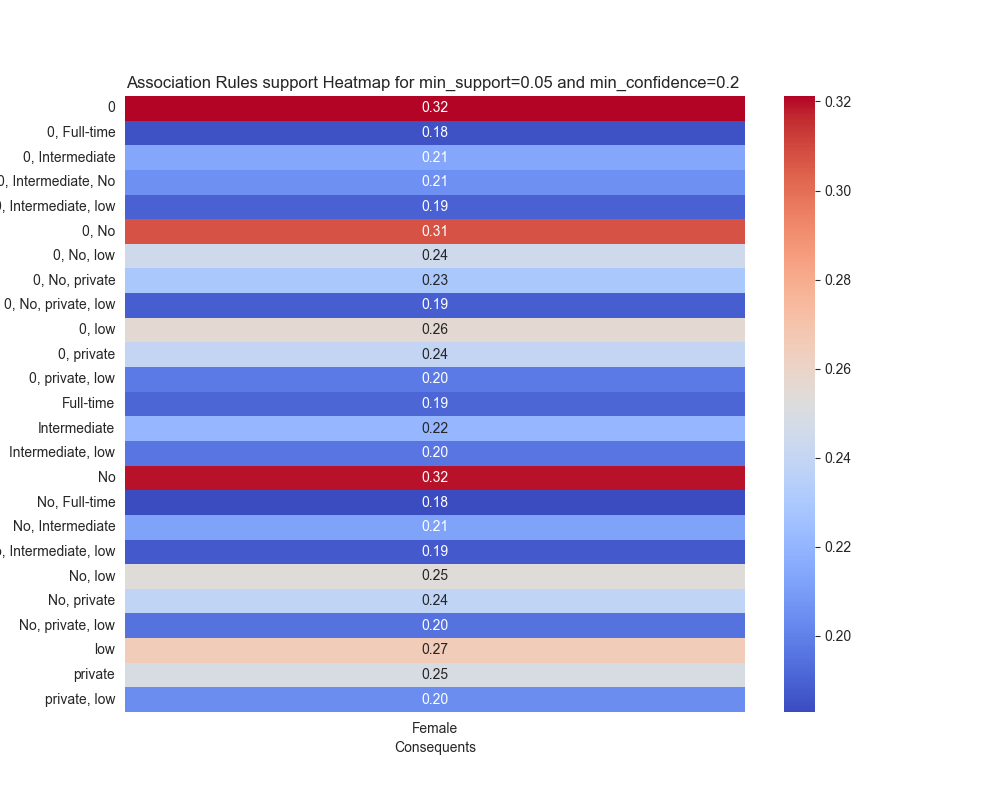 Association Rules support Heatmap for min_support=0.05 and min_confidence=0.2
0 0.32
0, Full-time 0.18
0, Intermediate 0.21
0, Intermediate, No 0.21
0, Intermediate, low 0.19
0, No 0.31
0, No, low 0.24
0, No, private 0.23
0, No, private, low 0.19
0, low 0.26
0, private 0.24
0, private, low 0.20
Full-time 0.19
Intermediate 0.22
Intermediate, low 0.20
No 0.32
No, Full-time 0.18
No, Intermediate 0.21
, Intermediate, low 0.19
No, low 0.25
No, private 0.24
No, private, low 0.20
low 0.27
private 0.25
private, low 0.20
Female
Consequents
0.32
0.30
0.28
0.26
0.24
0.22
0.20